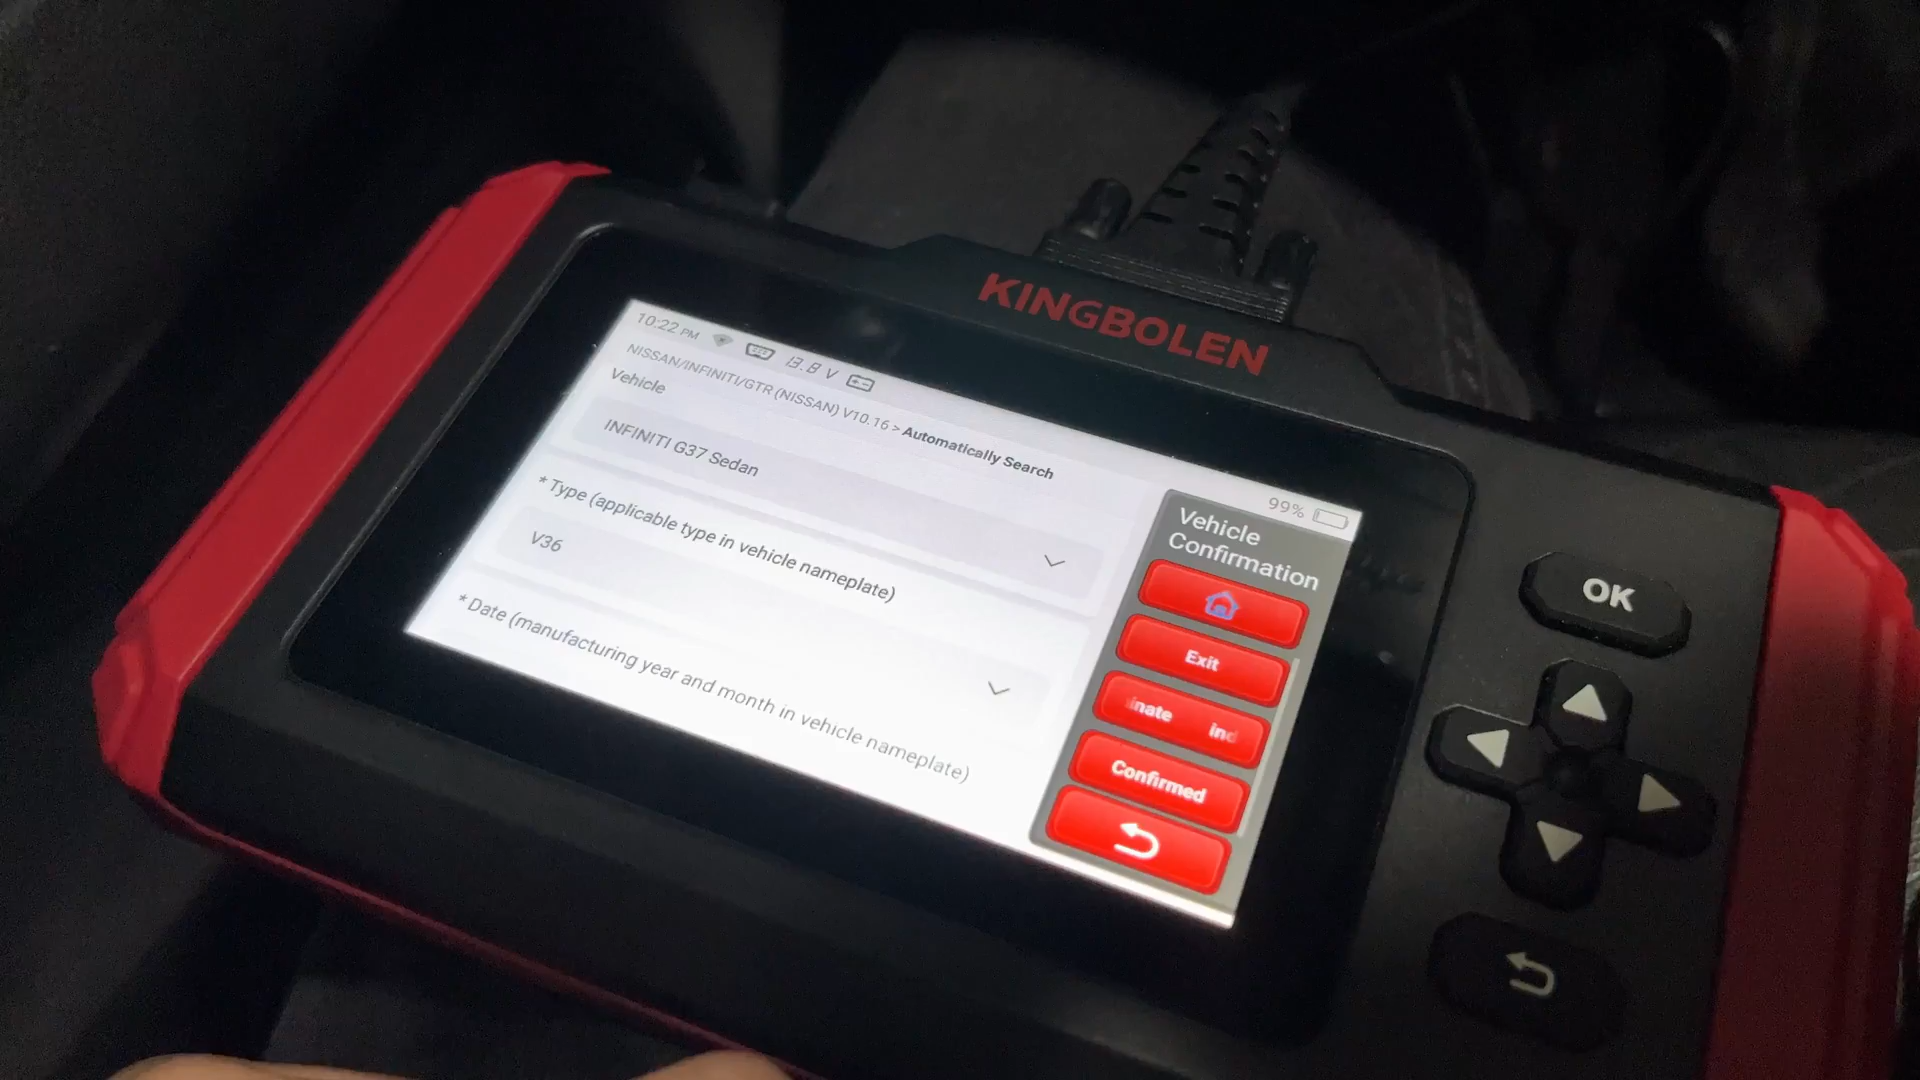 KINGBOLEN
10:22 PM 13.8 V
99%
NISSAN/INFINITI/GTR (NISSAN) V10.16 > Automatically Search
Vehicle
INFINITI G37 Sedan
* Type (applicable type in vehicle nameplate)
V36
* Date (manufacturing year and month in vehicle nameplate)
Vehicle
Confirmation
Exit
inate inc
Confirmed
OK